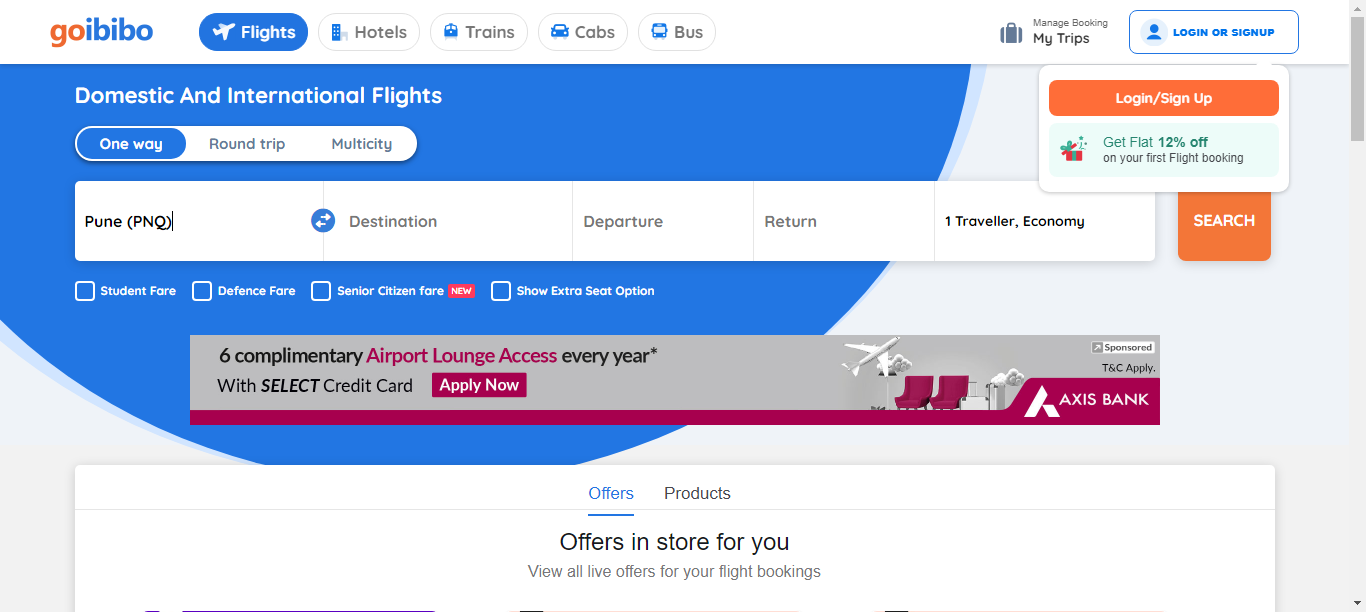 goibibo
Flights
Hotels
Trains
Cabs
Bus
Manage Booking
My Trips
LOGIN OR SIGNUP
Login/Sign Up
Get Flat 12% off
on your first Flight booking
Domestic And International Flights
One way
Round trip
Multicity
Pune (PNQ)
Destination
Departure
Return
1 Traveller, Economy
SEARCH
Student Fare
Defence Fare
Senior Citizen fare NEW
Show Extra Seat Option
6 complimentary Airport Lounge Access every year*
With SELECT Credit Card Apply Now
Sponsored
T&C Apply.
AXIS BANK
Offers
Products
Offers in store for you
View all live offers for your flight bookings